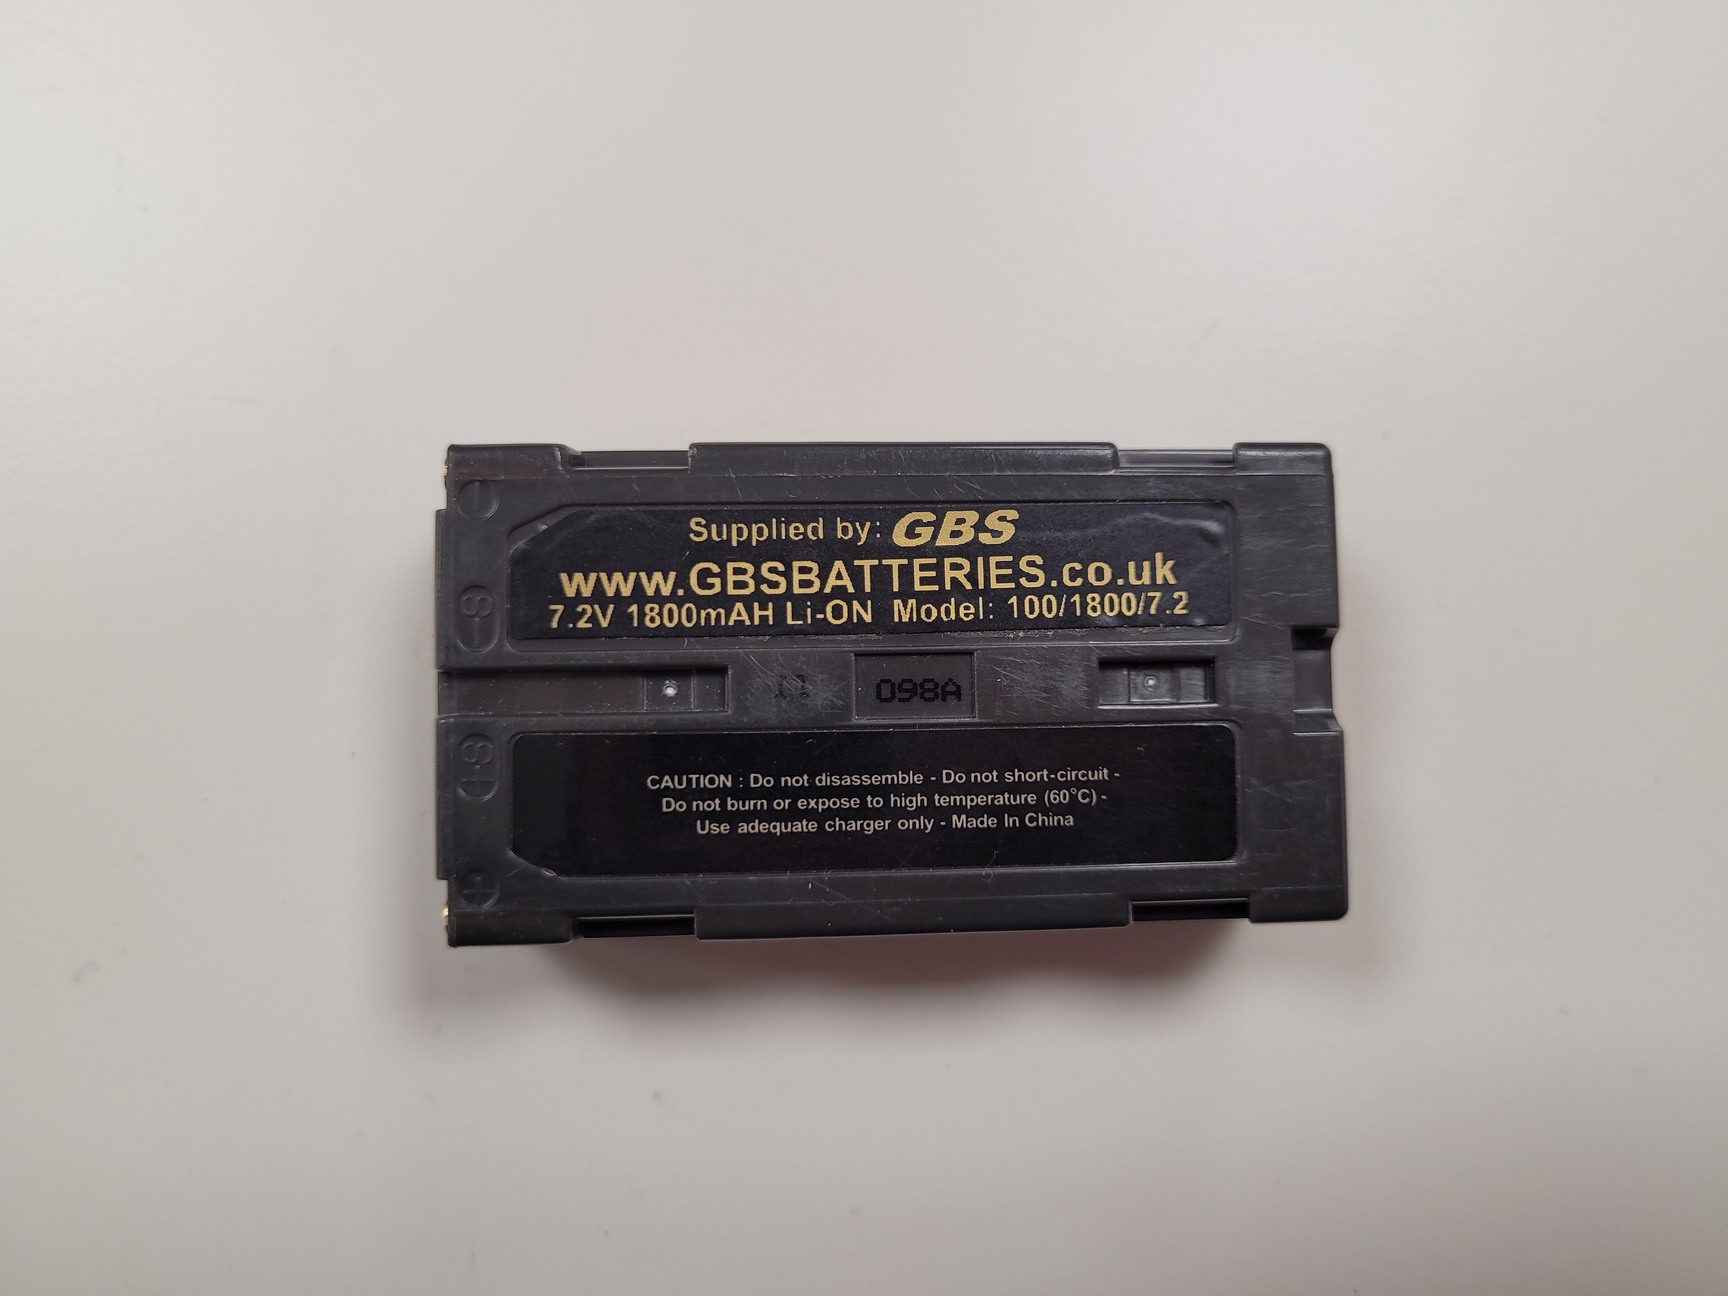 Supplied by: GBS
www.GBSBATTERIES.co.uk
7.2V 1800mAH Li-ON Model: 100/1800/7.2
098A
CAUTION : Do not disassemble - Do not short-circuit -
Do not burn or expose to high temperature (60°C) -
Use adequate charger only - Made In China